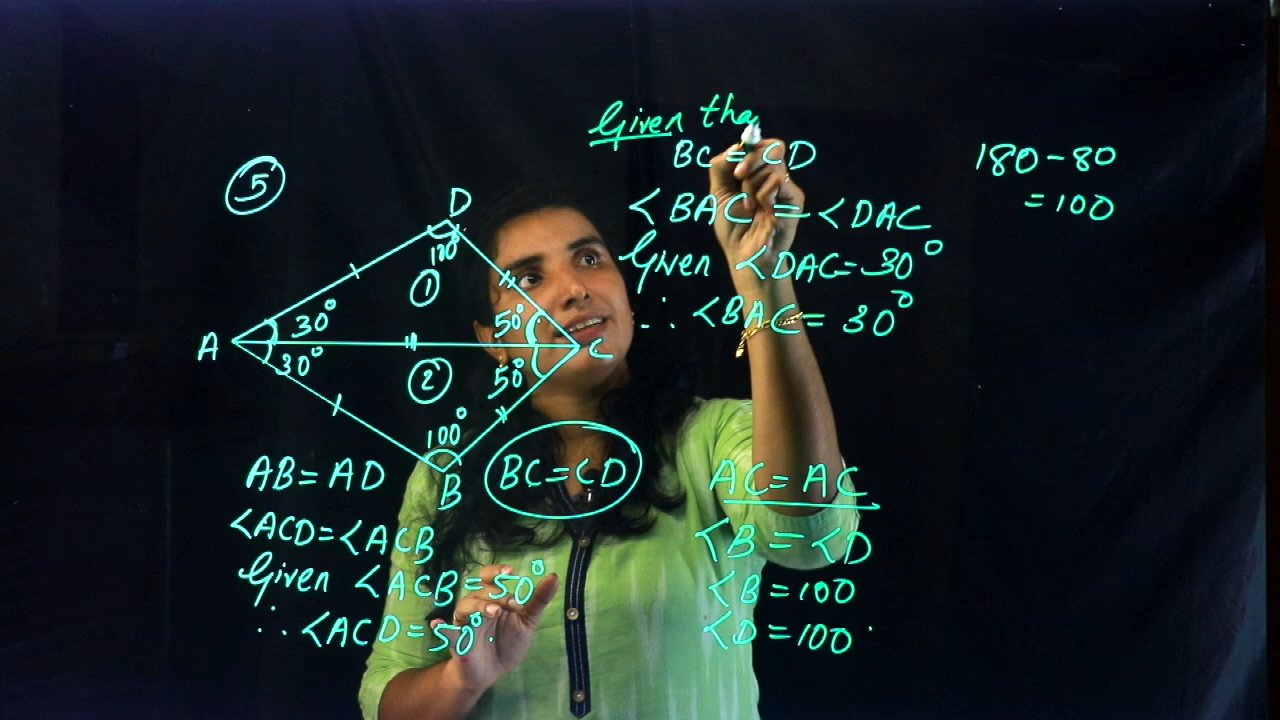 5
Given tha
BC = CD
∠BAC = ∠DAC
Given ∠DAC = 30°
∴ ∠BAC = 30°
180 - 80
= 100
D
100°
1
30°
50°
A
C
30°
2
50°
100°
B
AB = AD
∠ACD = ∠ACB
Given ∠ACB = 50°
∴ ∠ACD = 50°.
BC = CD
AC = AC
∠B = ∠D
∠B = 100
∠D = 100